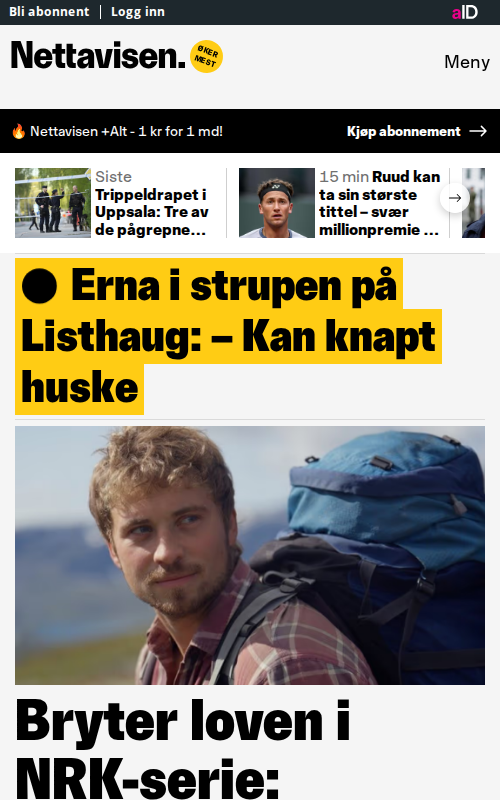 Bli abonnent
Logg inn
aID
Nettavisen.
ØKER
MEST
Meny
Nettavisen +Alt - 1 kr for 1 md!
Kjøp abonnement
Siste
Trippeldrapet i
Uppsala: Tre av
de pågrepne...
15 min Ruud kan
ta sin største
tittel – svær
millionpremie ...
Erna i strupen på
Listhaug: – Kan knapt
huske
Bryter loven i
NRK-serie: